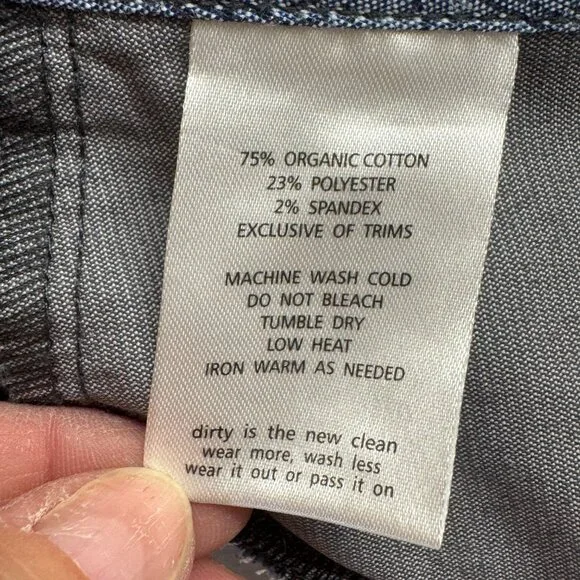 75% ORGANIC COTTON
23% POLYESTER
2% SPANDEX
EXCLUSIVE OF TRIMS
MACHINE WASH COLD
DO NOT BLEACH
TUMBLE DRY
LOW HEAT
IRON WARM AS NEEDED
dirty is the new clean
wear more, wash less
wear it out or pass it on